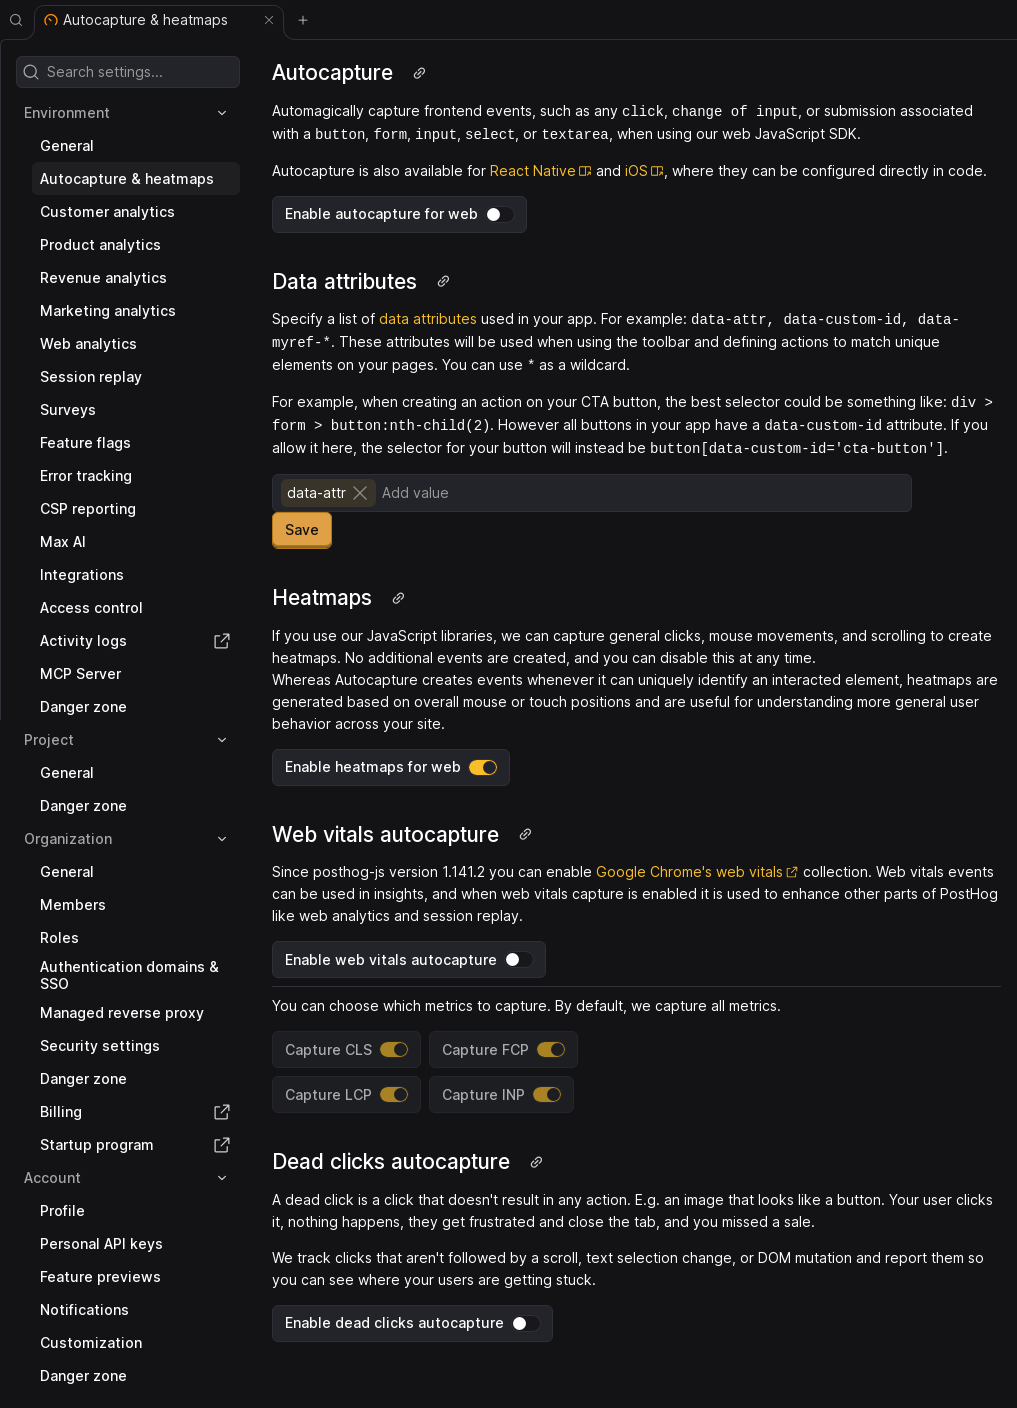 Autocapture & heatmaps
Search settings...
Environment
General
Autocapture & heatmaps
Customer analytics
Product analytics
Revenue analytics
Marketing analytics
Web analytics
Session replay
Surveys
Feature flags
Error tracking
CSP reporting
Max AI
Integrations
Access control
Activity logs
MCP Server
Danger zone
Project
General
Danger zone
Organization
General
Members
Roles
Authentication domains &
SSO
Managed reverse proxy
Security settings
Danger zone
Billing
Startup program
Account
Profile
Personal API keys
Feature previews
Notifications
Customization
Danger zone
Autocapture
Automagically capture frontend events, such as any click, change of input, or submission associated
with a button, form, input, select, or textarea, when using our web JavaScript SDK.
Autocapture is also available for React Native and iOS, where they can be configured directly in code.
Enable autocapture for web
Data attributes
Specify a list of data attributes used in your app. For example: data-attr, data-custom-id, data-
myref-*. These attributes will be used when using the toolbar and defining actions to match unique
elements on your pages. You can use * as a wildcard.
For example, when creating an action on your CTA button, the best selector could be something like: div >
form > button:nth-child(2). However all buttons in your app have a data-custom-id attribute. If you
allow it here, the selector for your button will instead be button[data-custom-id='cta-button'].
data-attr Add value
Save
Heatmaps
If you use our JavaScript libraries, we can capture general clicks, mouse movements, and scrolling to create
heatmaps. No additional events are created, and you can disable this at any time.
Whereas Autocapture creates events whenever it can uniquely identify an interacted element, heatmaps are
generated based on overall mouse or touch positions and are useful for understanding more general user
behavior across your site.
Enable heatmaps for web
Web vitals autocapture
Since posthog-js version 1.141.2 you can enable Google Chrome's web vitals collection. Web vitals events
can be used in insights, and when web vitals capture is enabled it is used to enhance other parts of PostHog
like web analytics and session replay.
Enable web vitals autocapture
You can choose which metrics to capture. By default, we capture all metrics.
Capture CLS Capture FCP
Capture LCP Capture INP
Dead clicks autocapture
A dead click is a click that doesn't result in any action. E.g. an image that looks like a button. Your user clicks
it, nothing happens, they get frustrated and close the tab, and you missed a sale.
We track clicks that aren't followed by a scroll, text selection change, or DOM mutation and report them so
you can see where your users are getting stuck.
Enable dead clicks autocapture